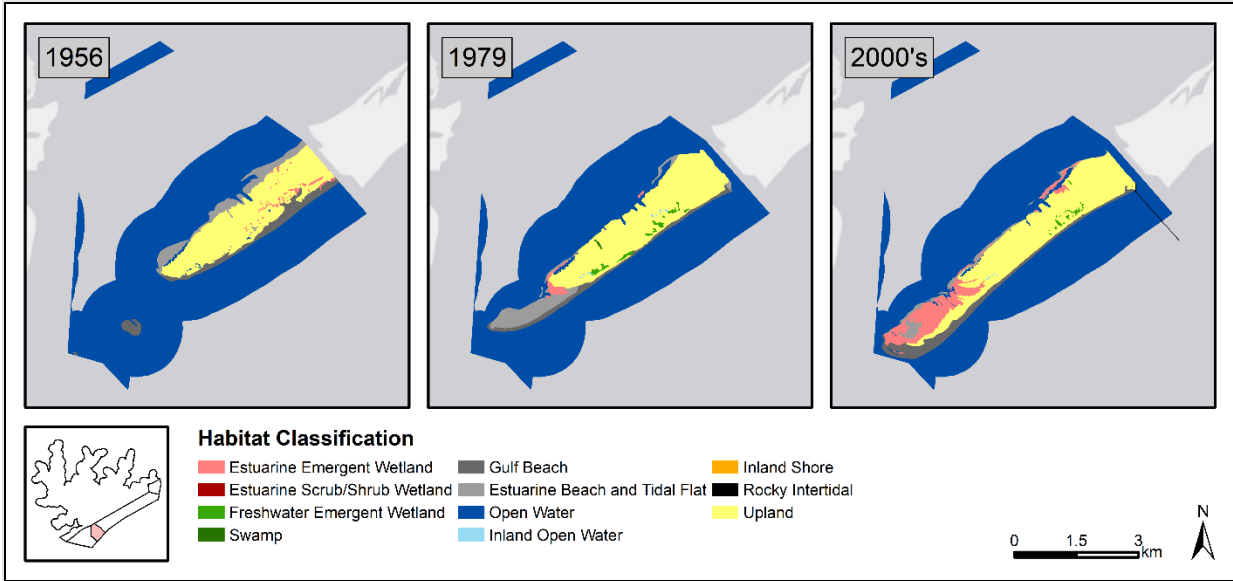 1956
1979
2000's
Habitat Classification
Estuarine Emergent Wetland
Estuarine Scrub/Shrub Wetland
Freshwater Emergent Wetland
Swamp
Gulf Beach
Estuarine Beach and Tidal Flat
Open Water
Inland Open Water
Inland Shore
Rocky Intertidal
Upland
0 1.5 3
km
N